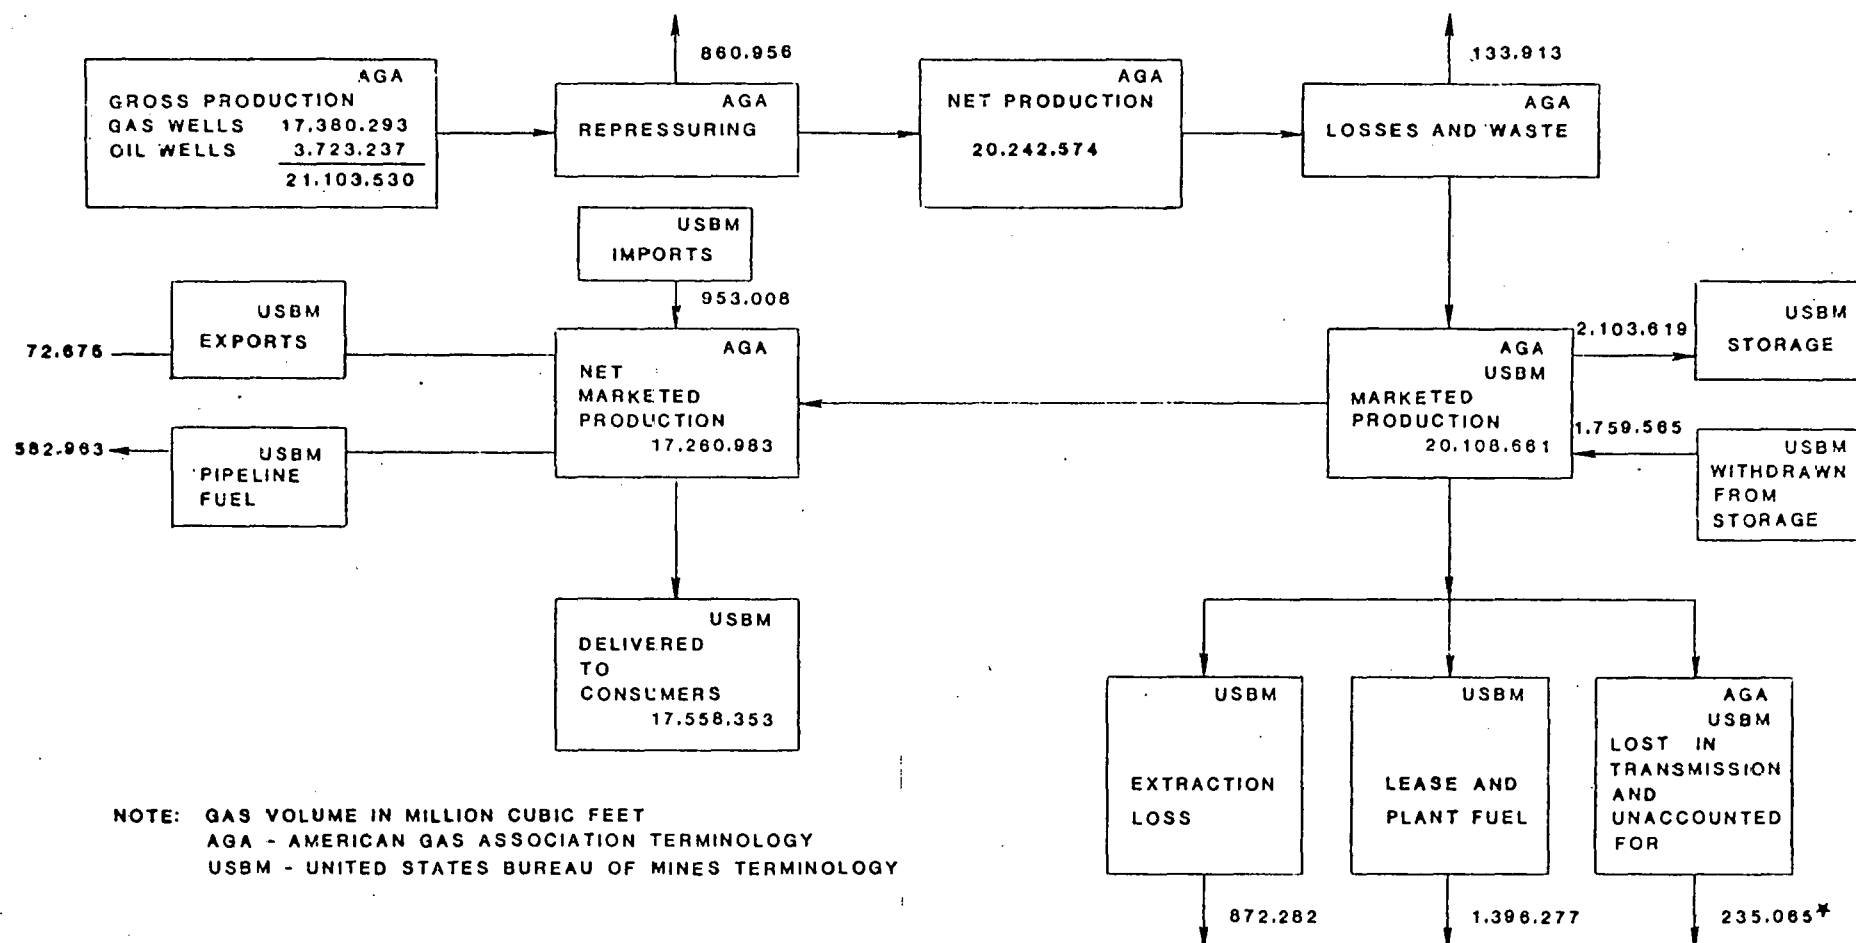 860.956
133.913
AGA
GROSS PRODUCTION
GAS WELLS 17.380.293
OIL WELLS 3.723.237
21.103.530
AGA
REPRESSURING
AGA
NET PRODUCTION
20.242.574
AGA
LOSSES AND WASTE
USBM
IMPORTS
953.008
USBM
EXPORTS
72.675
AGA
NET
MARKETED
PRODUCTION
17.260.983
AGA
USBM
MARKETED
PRODUCTION
20.108.661
2.103.619
USBM
STORAGE
1.759.565
USBM
WITHDRAWN
FROM
STORAGE
582.963
USBM
PIPELINE
FUEL
USBM
DELIVERED
TO
CONSUMERS
17.558.353
USBM
EXTRACTION
LOSS
USBM
LEASE AND
PLANT FUEL
AGA
USBM
LOST IN
TRANSMISSION
AND
UNACCOUNTED
FOR
872.282
1.396.277
235.065*
NOTE: GAS VOLUME IN MILLION CUBIC FEET
AGA - AMERICAN GAS ASSOCIATION TERMINOLOGY
USBM - UNITED STATES BUREAU OF MINES TERMINOLOGY